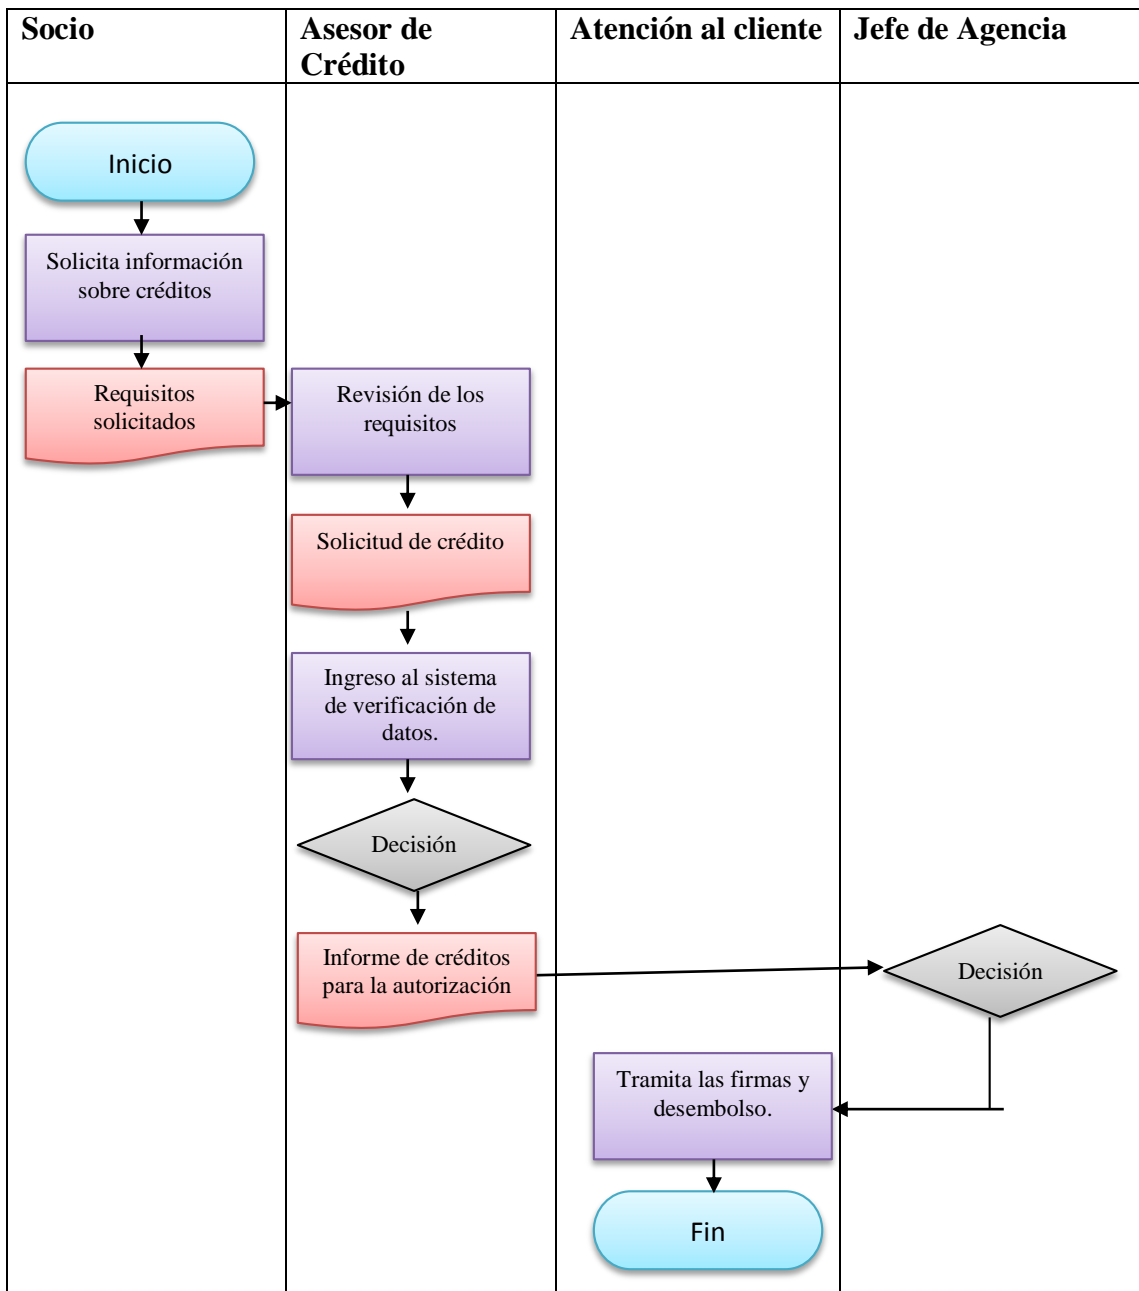 Socio
Asesor de
Crédito
Atención al cliente
Jefe de Agencia
Inicio
Solicita información
sobre créditos
Requisitos
solicitados
Revisión de los
requisitos
Solicitud de crédito
Ingreso al sistema
de verificación de
datos.
Decisión
Informe de créditos
para la autorización
Decisión
Tramita las firmas y
desembolso.
Fin